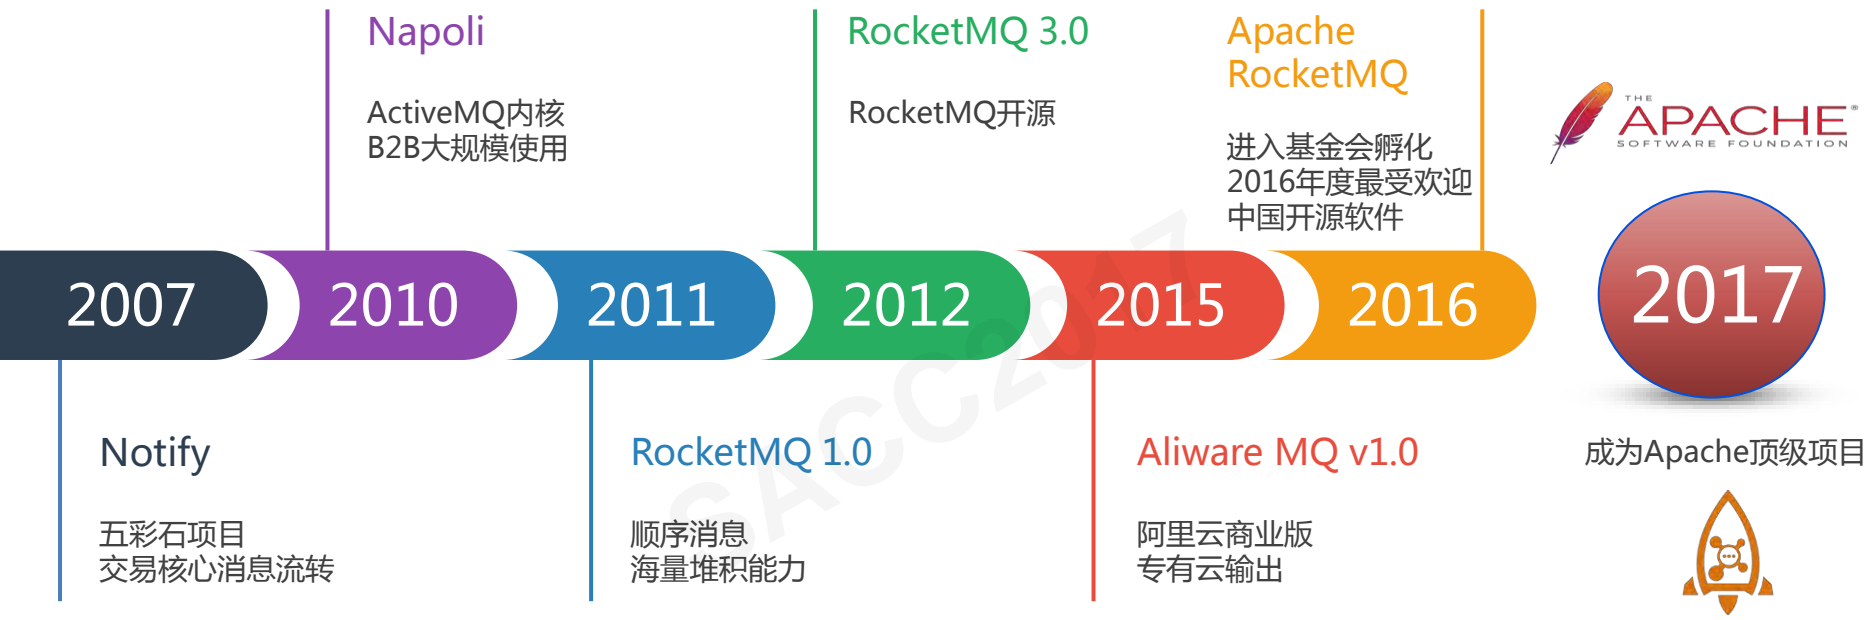 Napoli
ActiveMQ内核
B2B大规模使用
RocketMQ 3.0
RocketMQ开源
Apache
RocketMQ
进入基金会孵化
2016年度最受欢迎
中国开源软件
THE
APACHE®
SOFTWARE FOUNDATION
2007
2010
2011
2012
2015
2016
2017
Notify
五彩石项目
交易核心消息流转
RocketMQ 1.0
顺序消息
海量堆积能力
Aliware MQ v1.0
阿里云商业版
专有云输出
成为Apache顶级项目
SACC2017